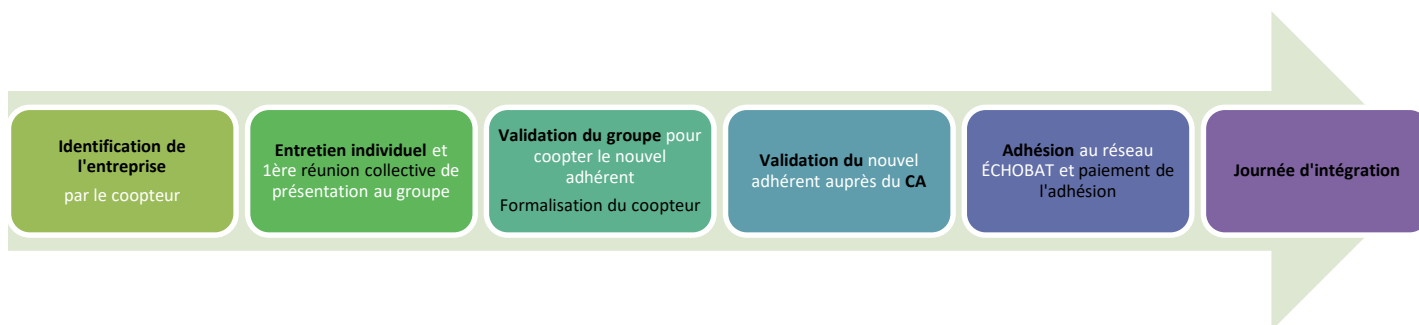 Identification de
l'entreprise
par le coopteur
Entretien individuel et
1ère réunion collective de
présentation au groupe
Validation du groupe pour
coopter le nouvel
adhérent
Formalisation du coopteur
Validation du nouvel
adhérent auprès du CA
Adhésion au réseau
ÉCHOBAT et paiement de
l'adhésion
Journée d'intégration